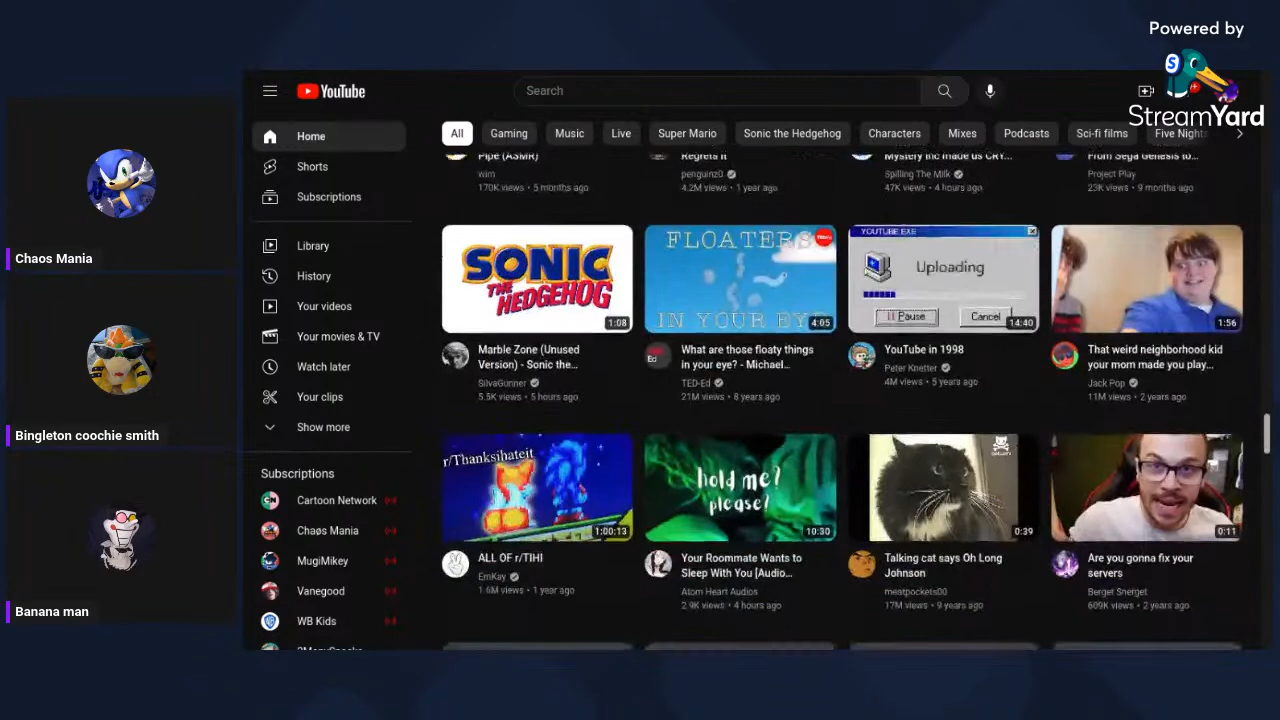 Powered by
StreamYard
YouTube
Search
All
Gaming
Music
Live
Super Mario
Sonic the Hedgehog
Characters
Mixes
Podcasts
Sci-fi films
Five Nights
Home
Shorts
Subscriptions
Library
History
Your videos
Your movies & TV
Watch later
Your clips
Show more
Subscriptions
Cartoon Network
Chaøs Mania
MugiMikey
Vanegood
WB Kids
Chaos Mania
Bingleton coochie smith
Banana man
Pipe (ASMR)
wim
170K views • 5 months ago
Regrets It
penguinz0
4.2M views • 1 year ago
Mystery Inc made us CRY...
Spilling The Milk
47K views • 4 hours ago
From Sega Genesis to...
Project Play
23K views • 9 months ago
SONIC
THE
HEDGEHOG
1:08
Marble Zone (Unused
Version) - Sonic the...
SilvaGunner
5.5K views • 5 hours ago
FLOATERS
IN YOUR EYE
4:05
What are those floaty things
in your eye? - Michael...
TED-Ed
21M views • 8 years ago
YOUTUBE.EXE
Uploading
Pause
Cancel
14:40
YouTube in 1998
Peter Knetter
4M views • 5 years ago
1:56
That weird neighborhood kid
your mom made you play...
Jack Pop
11M views • 2 years ago
r/Thanksihateit
1:00:13
ALL OF r/TIHI
EmKay
1.6M views • 1 year ago
hold me?
please?
10:30
Your Roommate Wants to
Sleep With You [Audio...
Atom Heart Audios
2.9K views • 4 hours ago
0:39
Talking cat says Oh Long
Johnson
meatpockets00
17M views • 9 years ago
0:11
Are you gonna fix your
servers
Berget Snerget
609K views • 2 years ago